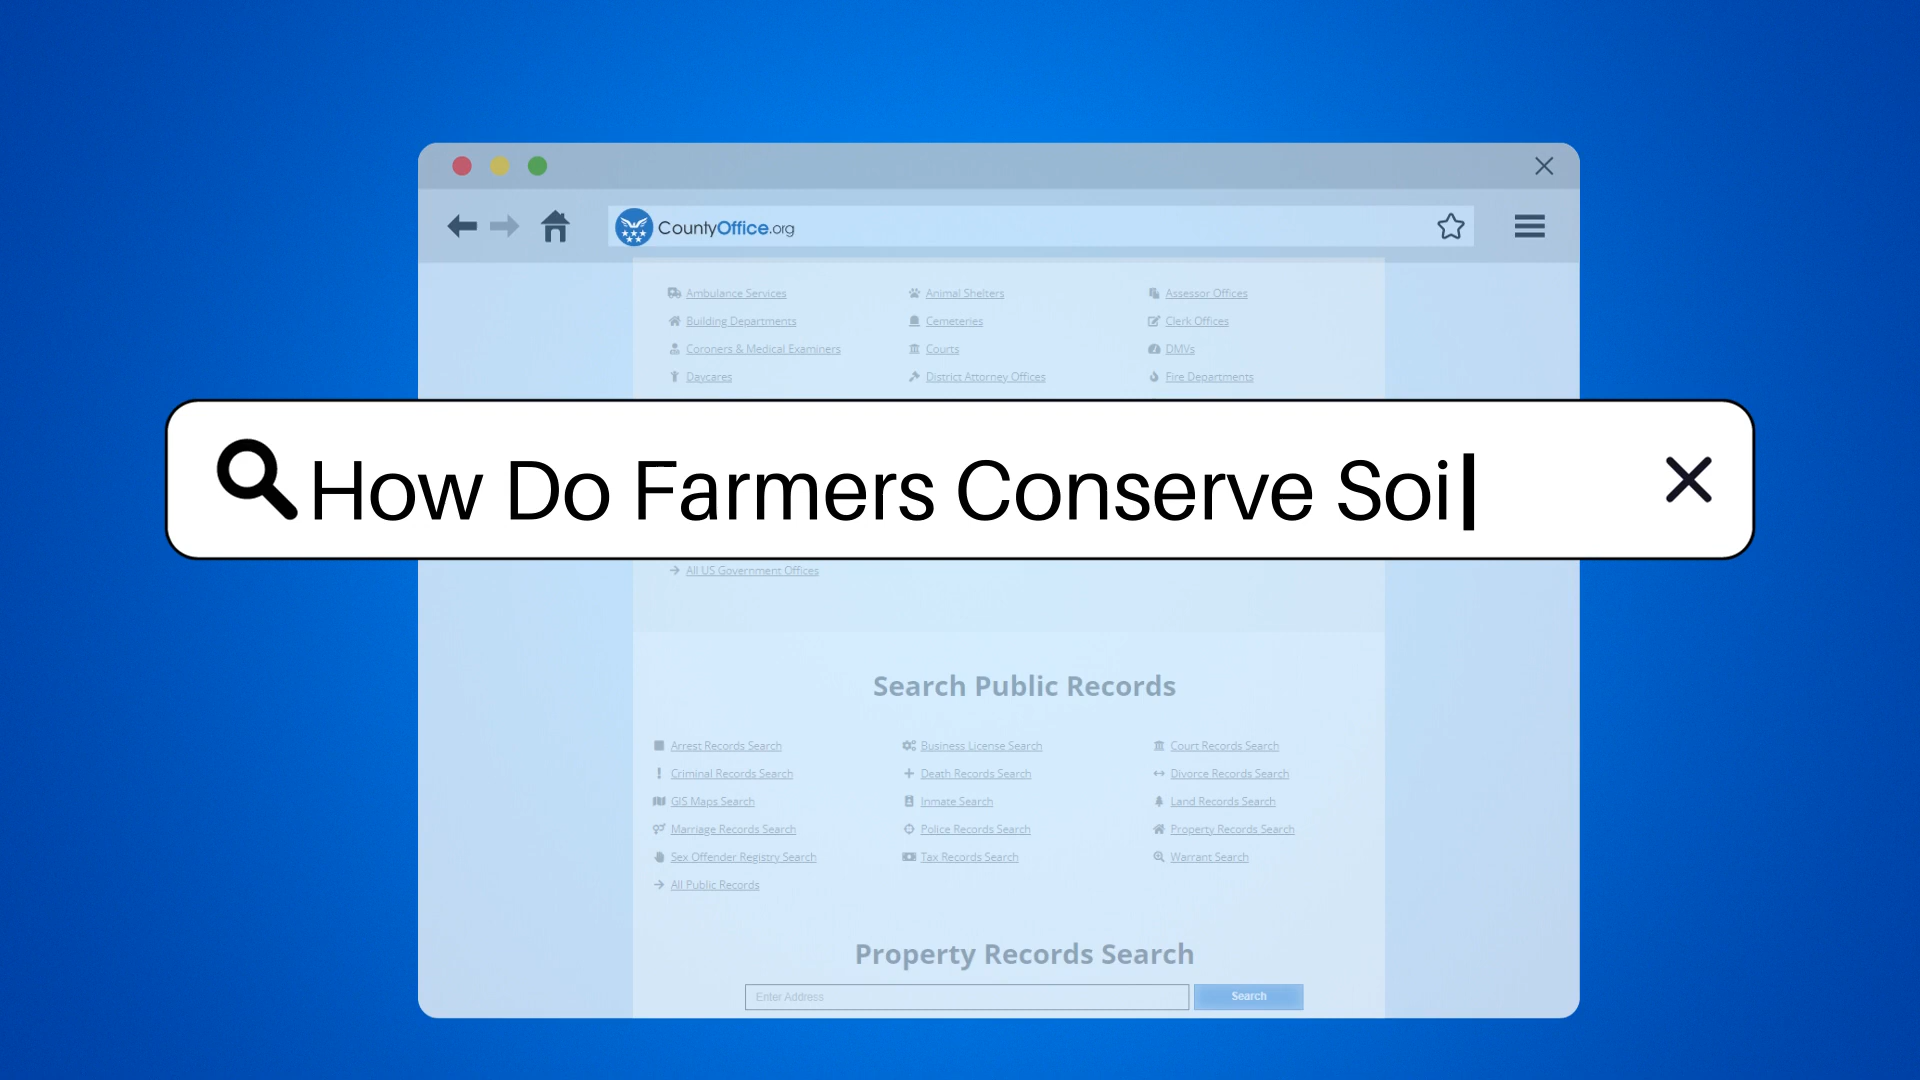 CountyOffice.org
Ambulance Services Animal Shelters Assessor Offices
Building Departments Cemeteries Clerk Offices
Coroners & Medical Examiners Courts DMVs
Daycares District Attorney Offices Fire Departments
How Do Farmers Conserve Soil
All US Government Offices
Search Public Records
Arrest Records Search Business License Search Court Records Search
Criminal Records Search Death Records Search Divorce Records Search
GIS Maps Search Inmate Search Land Records Search
Marriage Records Search Police Records Search Property Records Search
Sex Offender Registry Search Tax Records Search Warrant Search
All Public Records
Property Records Search
Enter Address Search